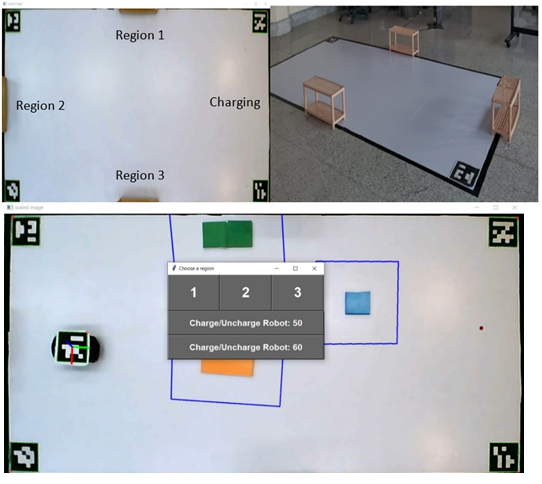 Region 1
Region 2
Charging
Region 3
scaled image
Choose a region
1 2 3
Charge/Uncharge Robot: 50
Charge/Uncharge Robot: 60